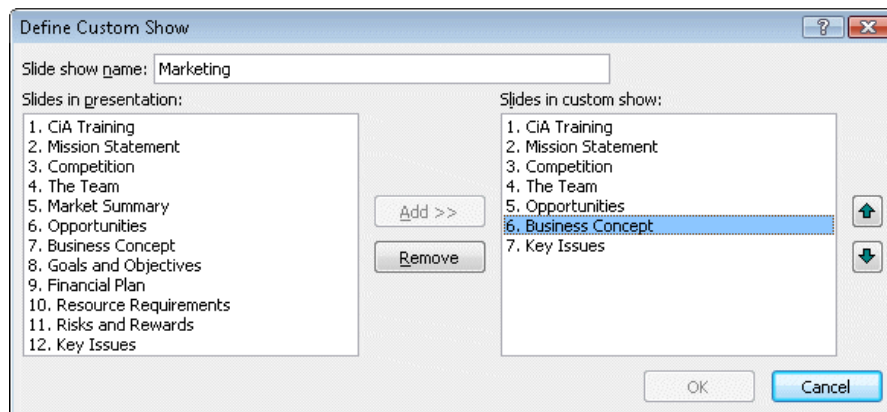 Define Custom Show
Slide show name: Marketing
Slides in presentation:
1. CiA Training
2. Mission Statement
3. Competition
4. The Team
5. Market Summary
6. Opportunities
7. Business Concept
8. Goals and Objectives
9. Financial Plan
10. Resource Requirements
11. Risks and Rewards
12. Key Issues
Add >>
Remove
Slides in custom show:
1. CiA Training
2. Mission Statement
3. Competition
4. The Team
5. Opportunities
6. Business Concept
7. Key Issues
OK
Cancel